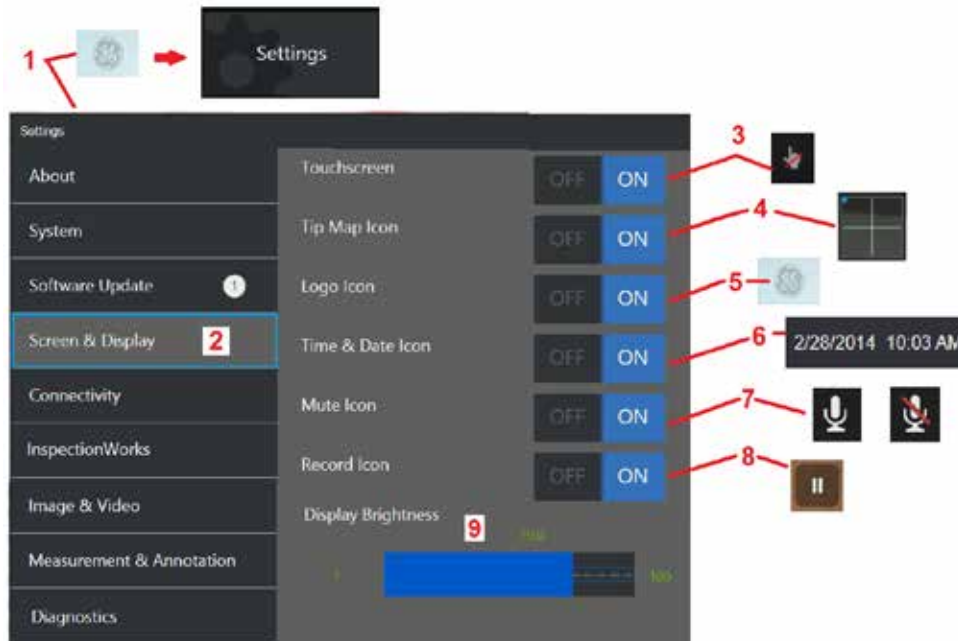 1
Settings
Settings
About
System
Software Update 1
Screen & Display 2
Connectivity
InspectionWorks
Image & Video
Measurement & Annotation
Diagnostics
Touchscreen OFF ON 3
Tip Map Icon OFF ON 4
Logo Icon OFF ON 5
Time & Date Icon OFF ON 6 2/28/2014 10:03 AM
Mute Icon OFF ON 7
Record Icon OFF ON 8
Display Brightness 9
100